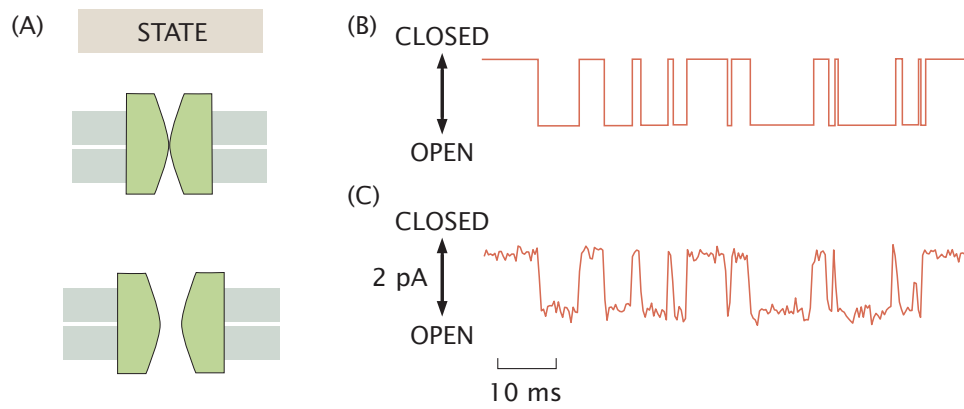 (A)
STATE
(B)
CLOSED
OPEN
(C)
CLOSED
2 pA
OPEN
10 ms